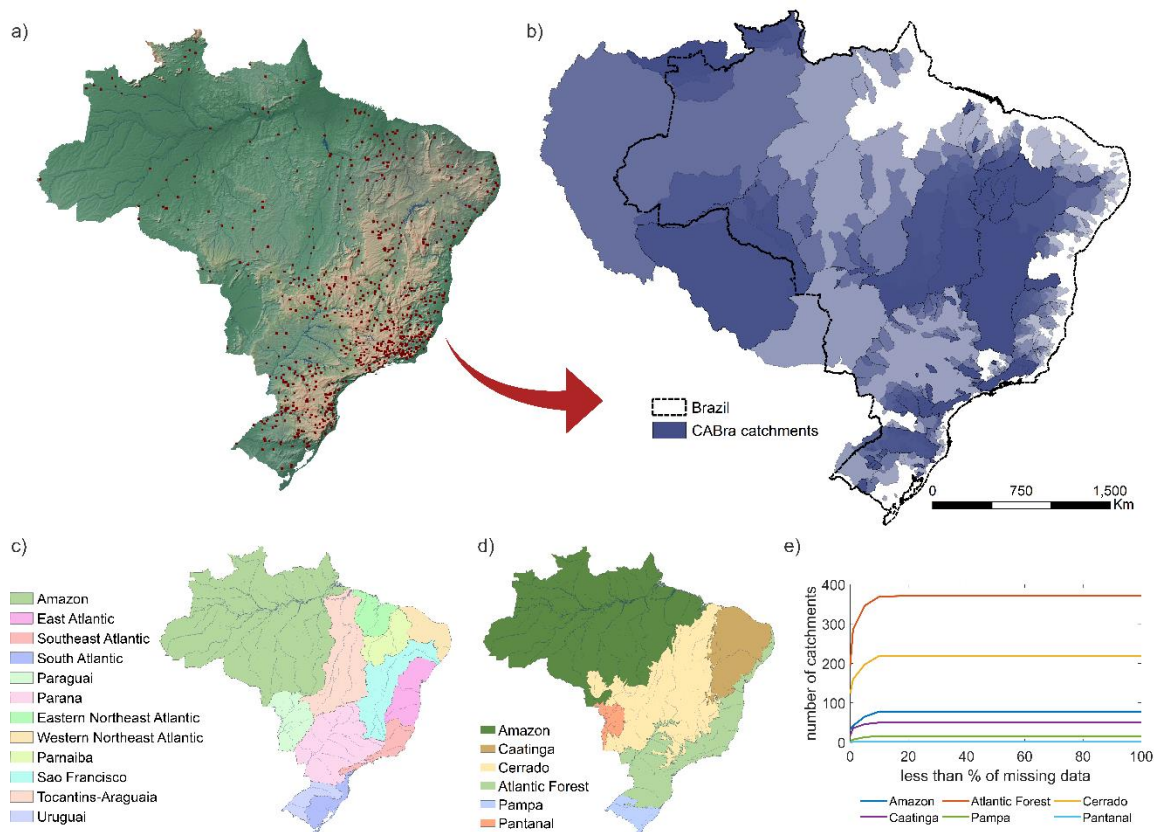 a)
b)
Brazil
CABra catchments
0 750 1,500
Km
c)
Amazon
East Atlantic
Southeast Atlantic
South Atlantic
Paraguai
Parana
Eastern Northeast Atlantic
Western Northeast Atlantic
Parnaiba
Sao Francisco
Tocantins-Araguaia
Uruguai
d)
Amazon
Caatinga
Cerrado
Atlantic Forest
Pampa
Pantanal
e)
number of catchments
400
300
200
100
0
0 20 40 60 80 100
less than % of missing data
Amazon Atlantic Forest Cerrado
Caatinga Pampa Pantanal